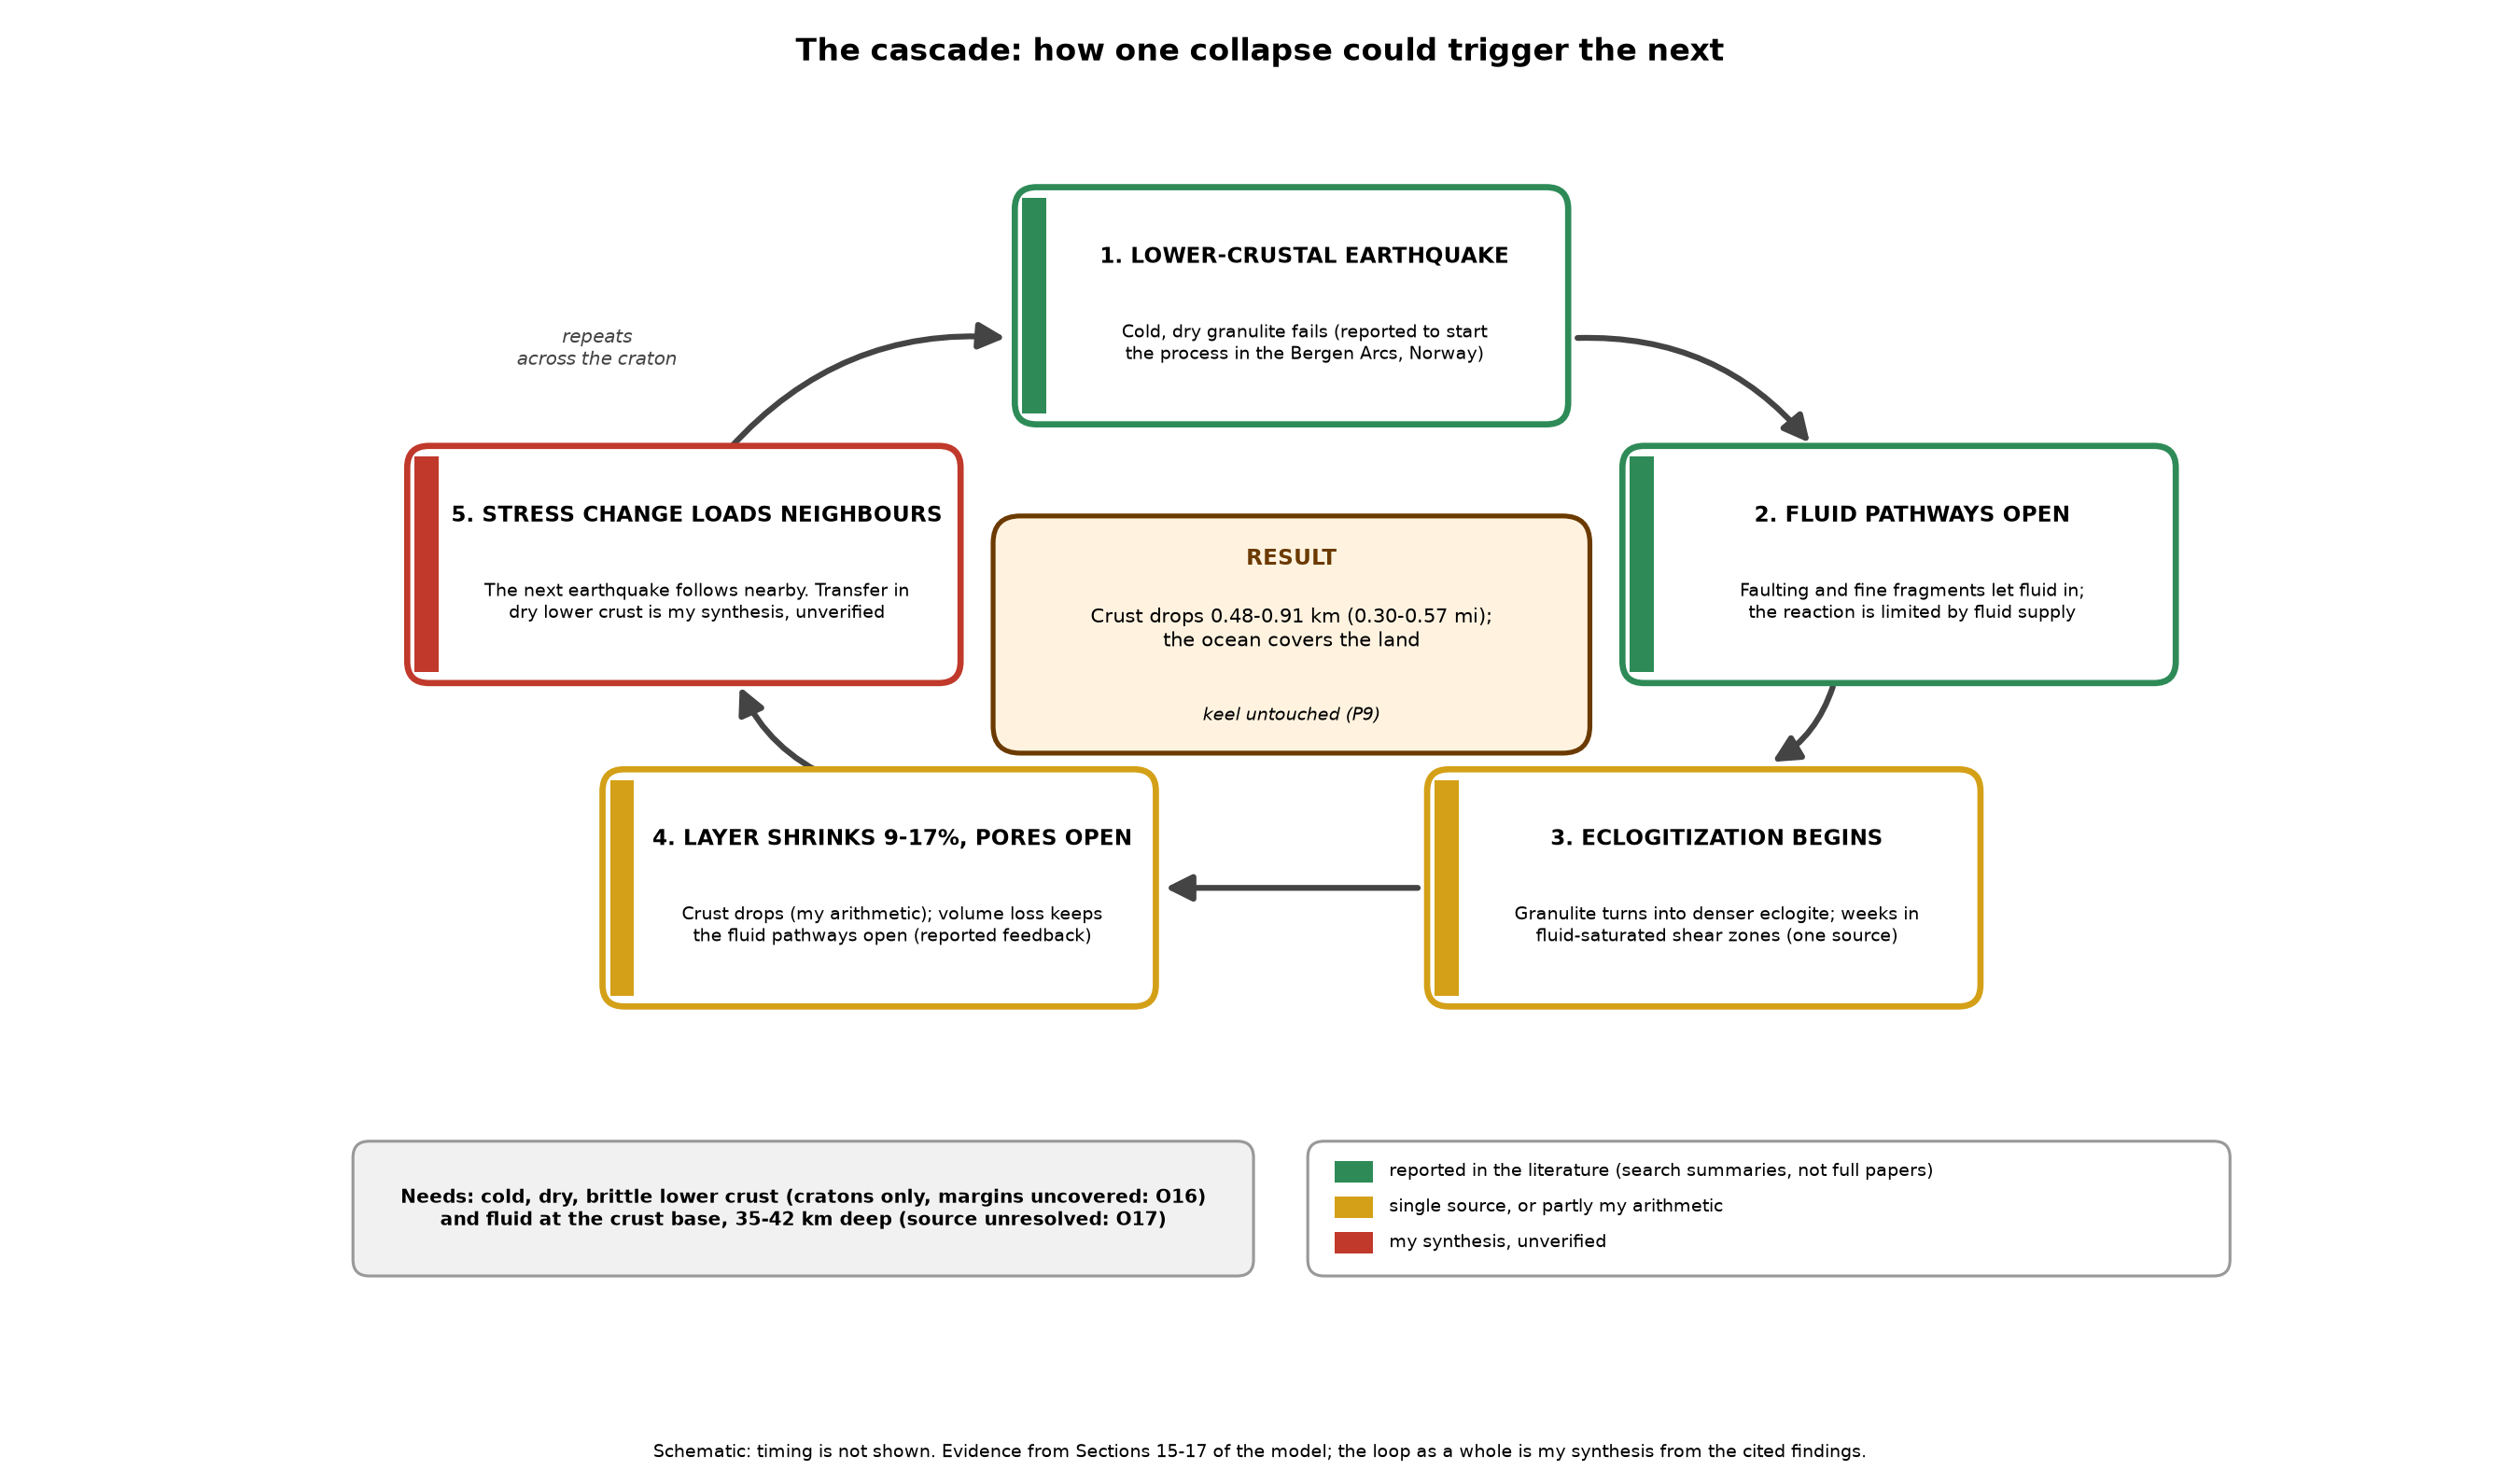 The cascade: how one collapse could trigger the next
1. LOWER-CRUSTAL EARTHQUAKE
Cold, dry granulite fails (reported to start
the process in the Bergen Arcs, Norway)
repeats
across the craton
5. STRESS CHANGE LOADS NEIGHBOURS
The next earthquake follows nearby. Transfer in
dry lower crust is my synthesis, unverified
RESULT
Crust drops 0.48-0.91 km (0.30-0.57 mi);
the ocean covers the land
keel untouched (P9)
2. FLUID PATHWAYS OPEN
Faulting and fine fragments let fluid in;
the reaction is limited by fluid supply
4. LAYER SHRINKS 9-17%, PORES OPEN
Crust drops (my arithmetic); volume loss keeps
the fluid pathways open (reported feedback)
3. ECLOGITIZATION BEGINS
Granulite turns into denser eclogite; weeks in
fluid-saturated shear zones (one source)
Needs: cold, dry, brittle lower crust (cratons only, margins uncovered: O16)
and fluid at the crust base, 35-42 km deep (source unresolved: O17)
reported in the literature (search summaries, not full papers)
single source, or partly my arithmetic
my synthesis, unverified
Schematic: timing is not shown. Evidence from Sections 15-17 of the model; the loop as a whole is my synthesis from the cited findings.